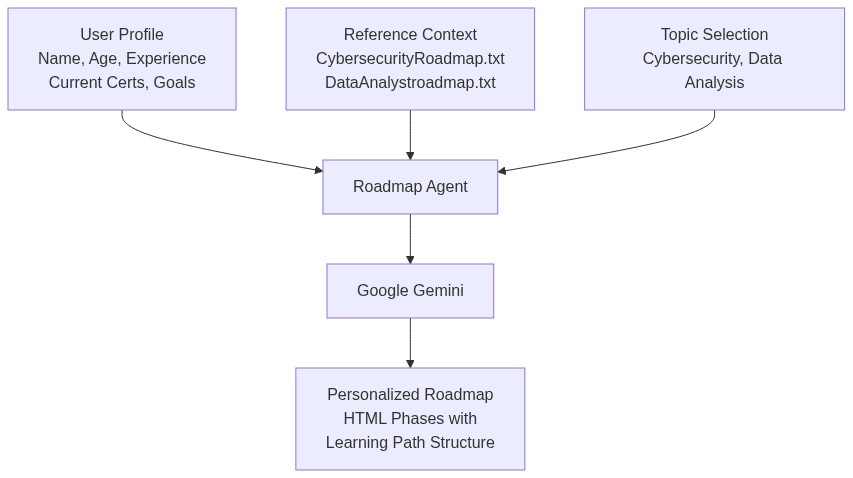 User Profile
Name, Age, Experience
Current Certs, Goals
Reference Context
CybersecurityRoadmap.txt
DataAnalystroadmap.txt
Topic Selection
Cybersecurity, Data
Analysis
Roadmap Agent
Google Gemini
Personalized Roadmap
HTML Phases with
Learning Path Structure